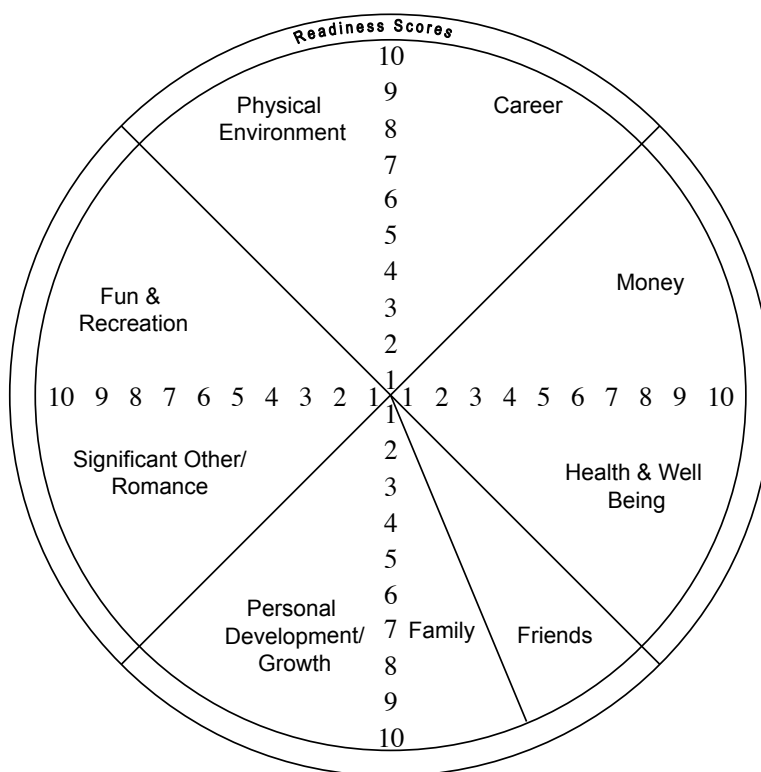 Readiness Scores
10
9
8
7
6
5
4
3
2
1
Physical
Environment
Career
Fun &
Recreation
Money
10 9 8 7 6 5 4 3 2 1 1 2 3 4 5 6 7 8 9 10
Significant Other/
Romance
Health & Well
Being
1
2
3
4
5
6
7
8
9
10
Personal
Development/
Growth
Family
Friends